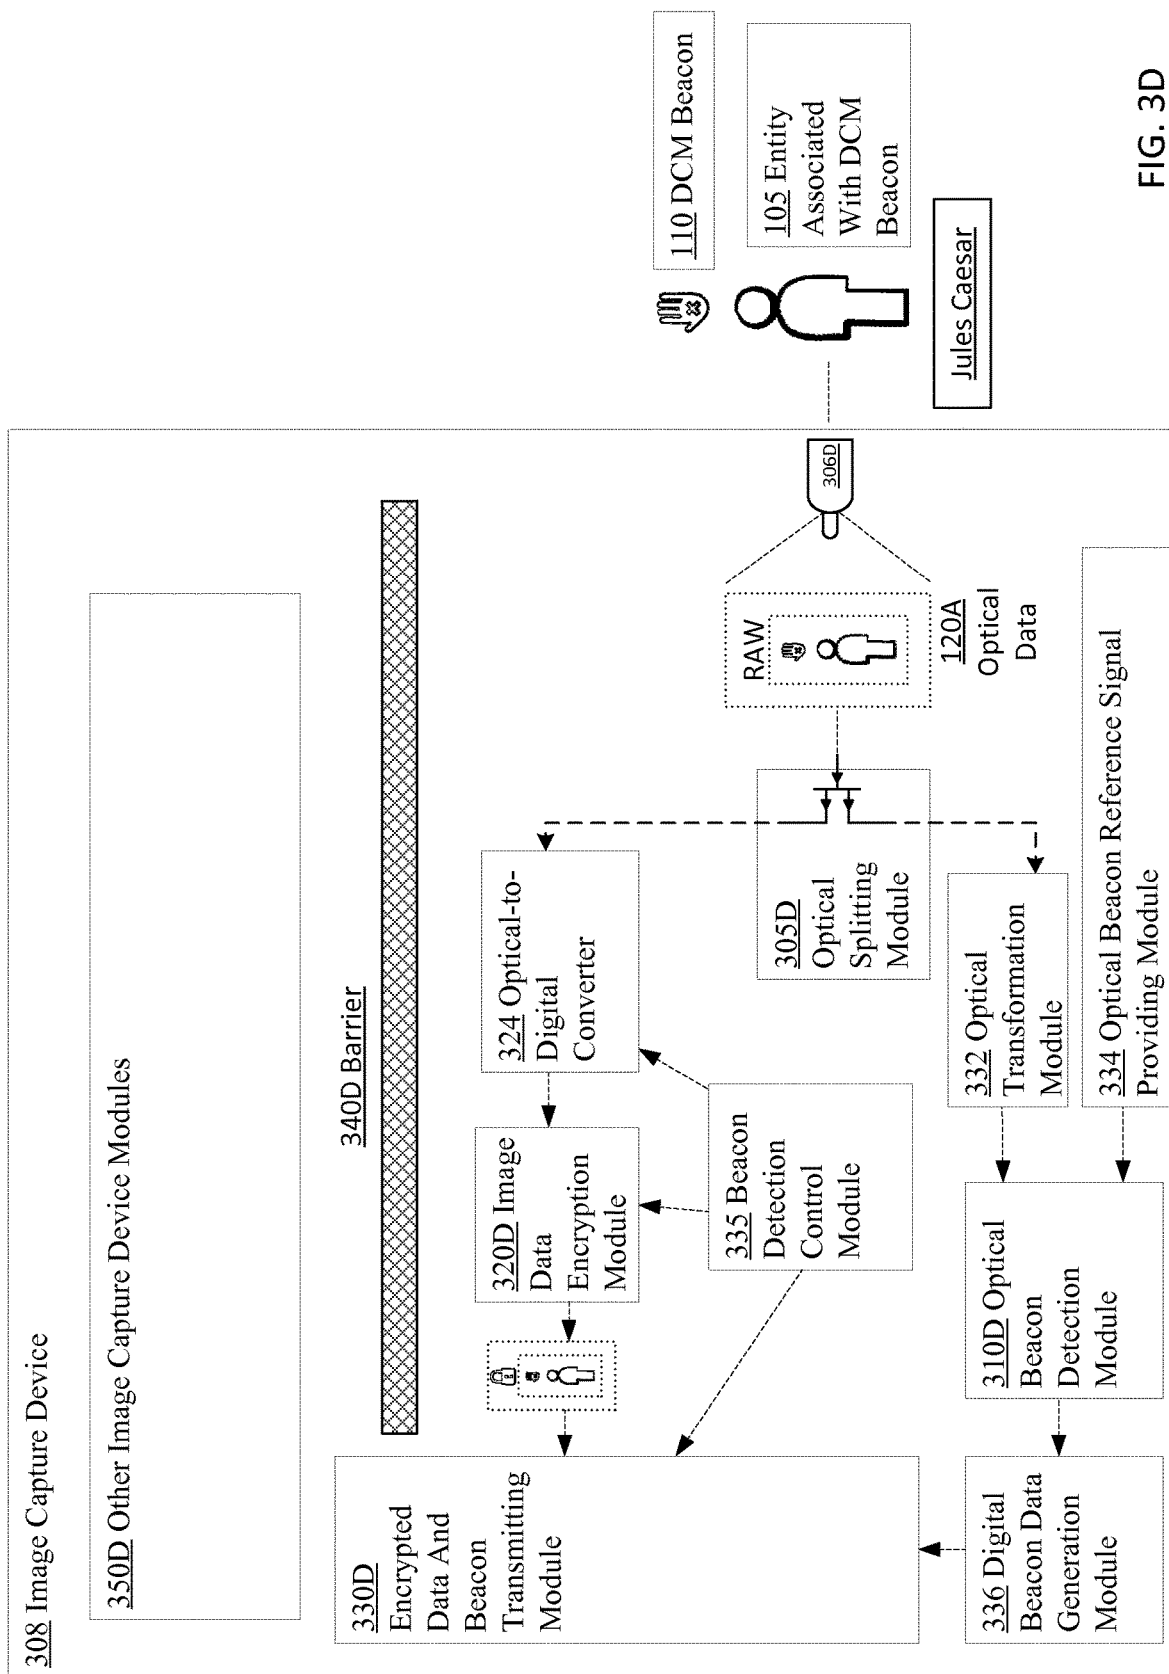 308 Image Capture Device
350D Other Image Capture Device Modules
340D Barrier
330D
Encrypted
Data And
Beacon
Transmitting
Module
320D Image
Data
Encryption
Module
324 Optical-to-
Digital
Converter
335 Beacon
Detection
Control
Module
305D
Optical
Splitting
Module
RAW
120A
Optical
Data
306D
110 DCM Beacon
105 Entity
Associated
With DCM
Beacon
Jules Caesar
336 Digital
Beacon Data
Generation
Module
310D Optical
Beacon
Detection
Module
332 Optical
Transformation
Module
334 Optical Beacon Reference Signal
Providing Module
FIG. 3D